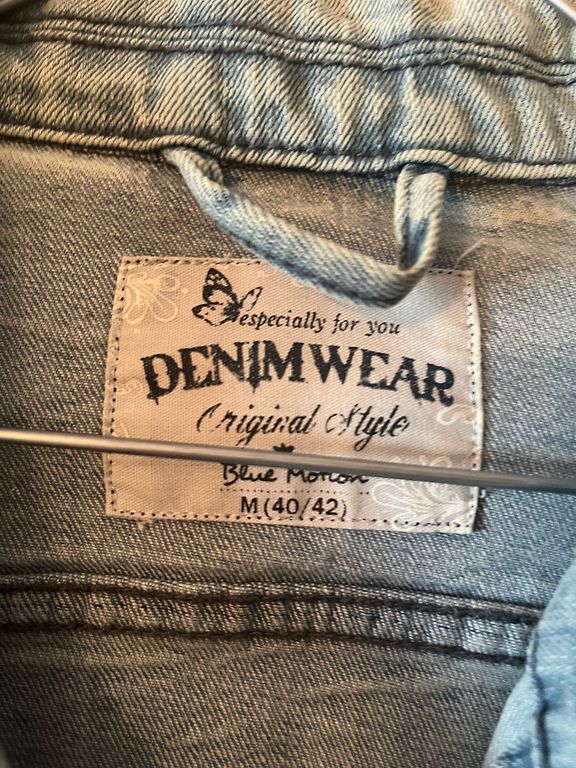 especially for you
DENIMWEAR
Original Style
Blue Motion
M (40/42)